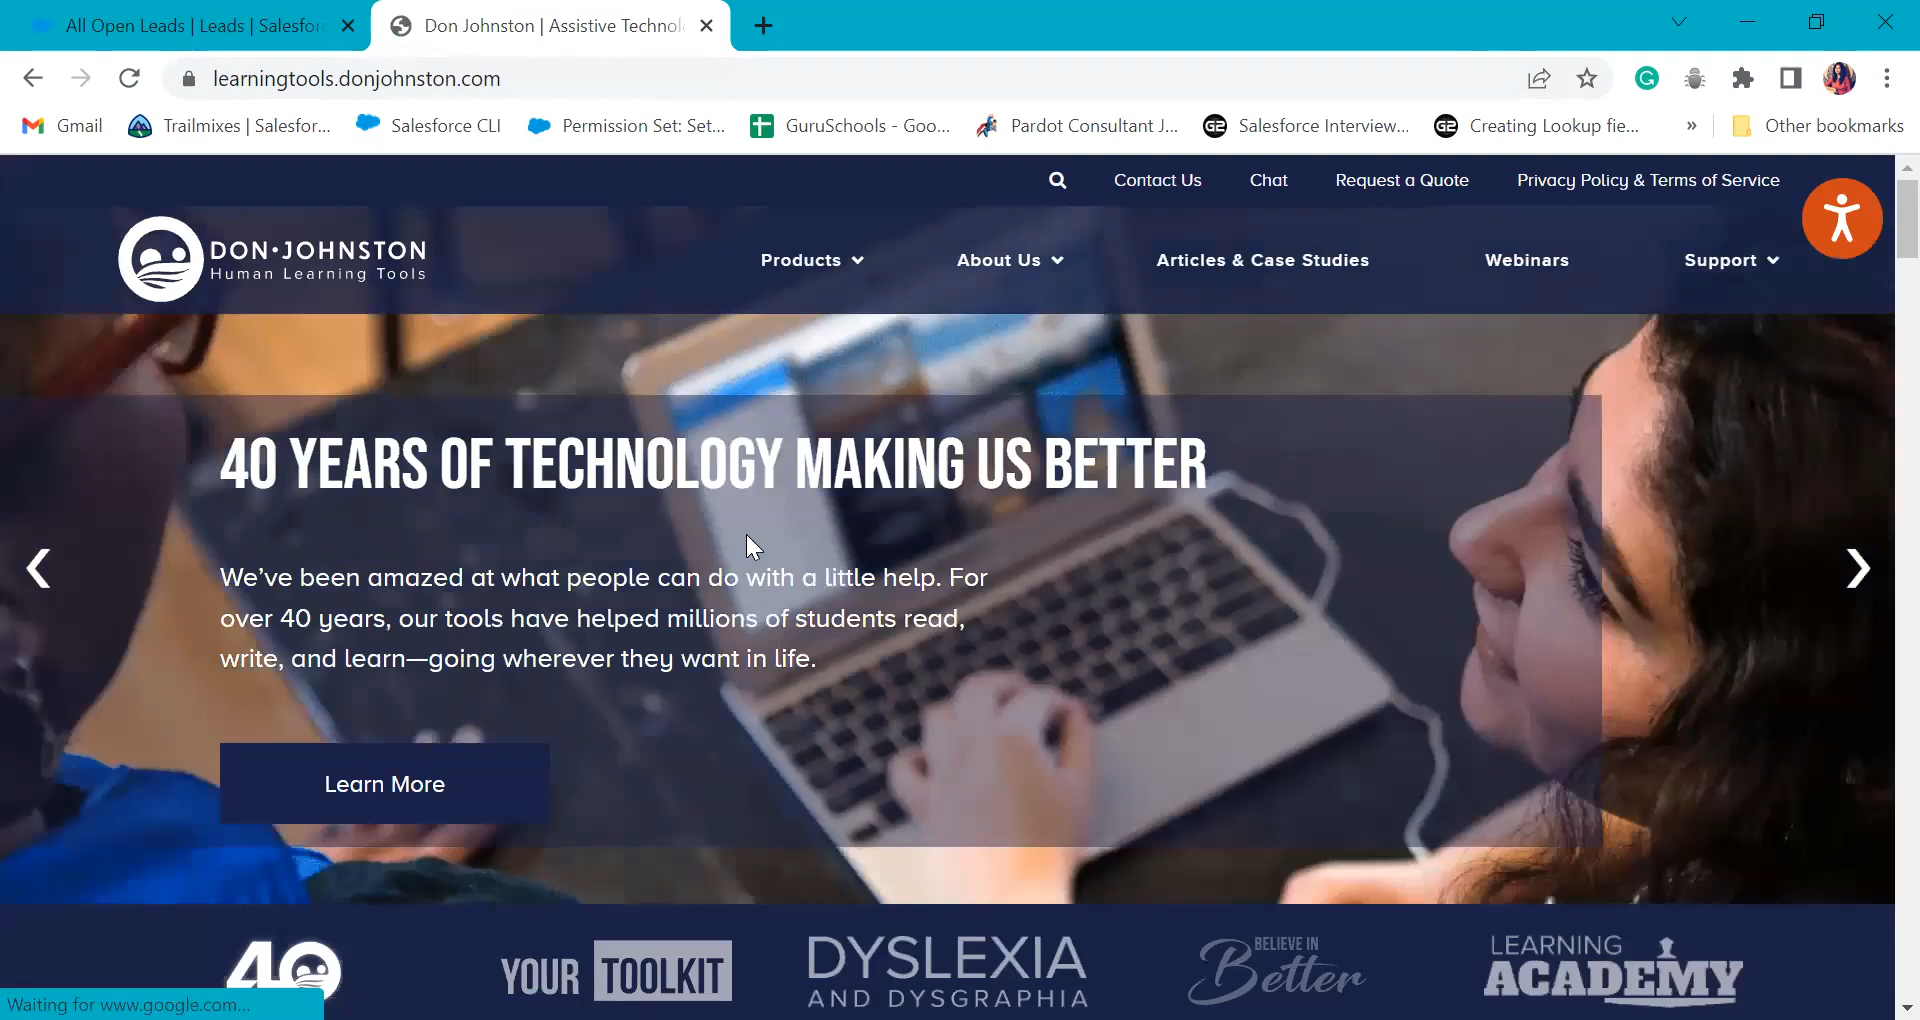 All Open Leads | Leads | Salesfor
Don Johnston | Assistive Technol
learningtools.donjohnston.com
Gmail
Trailmixes | Salesfor...
Salesforce CLI
Permission Set: Set...
GuruSchools - Goo...
Pardot Consultant J...
Salesforce Interview...
Creating Lookup fie...
»
Other bookmarks
Contact Us
Chat
Request a Quote
Privacy Policy & Terms of Service
DON•JOHNSTON
Human Learning Tools
Products
About Us
Articles & Case Studies
Webinars
Support
40 YEARS OF TECHNOLOGY MAKING US BETTER
We've been amazed at what people can do with a little help. For
over 40 years, our tools have helped millions of students read,
write, and learn—going wherever they want in life.
Learn More
40
YOUR TOOLKIT
DYSLEXIA
AND DYSGRAPHIA
BELIEVE IN
Better
LEARNING
ACADEMY
Waiting for www.google.com...